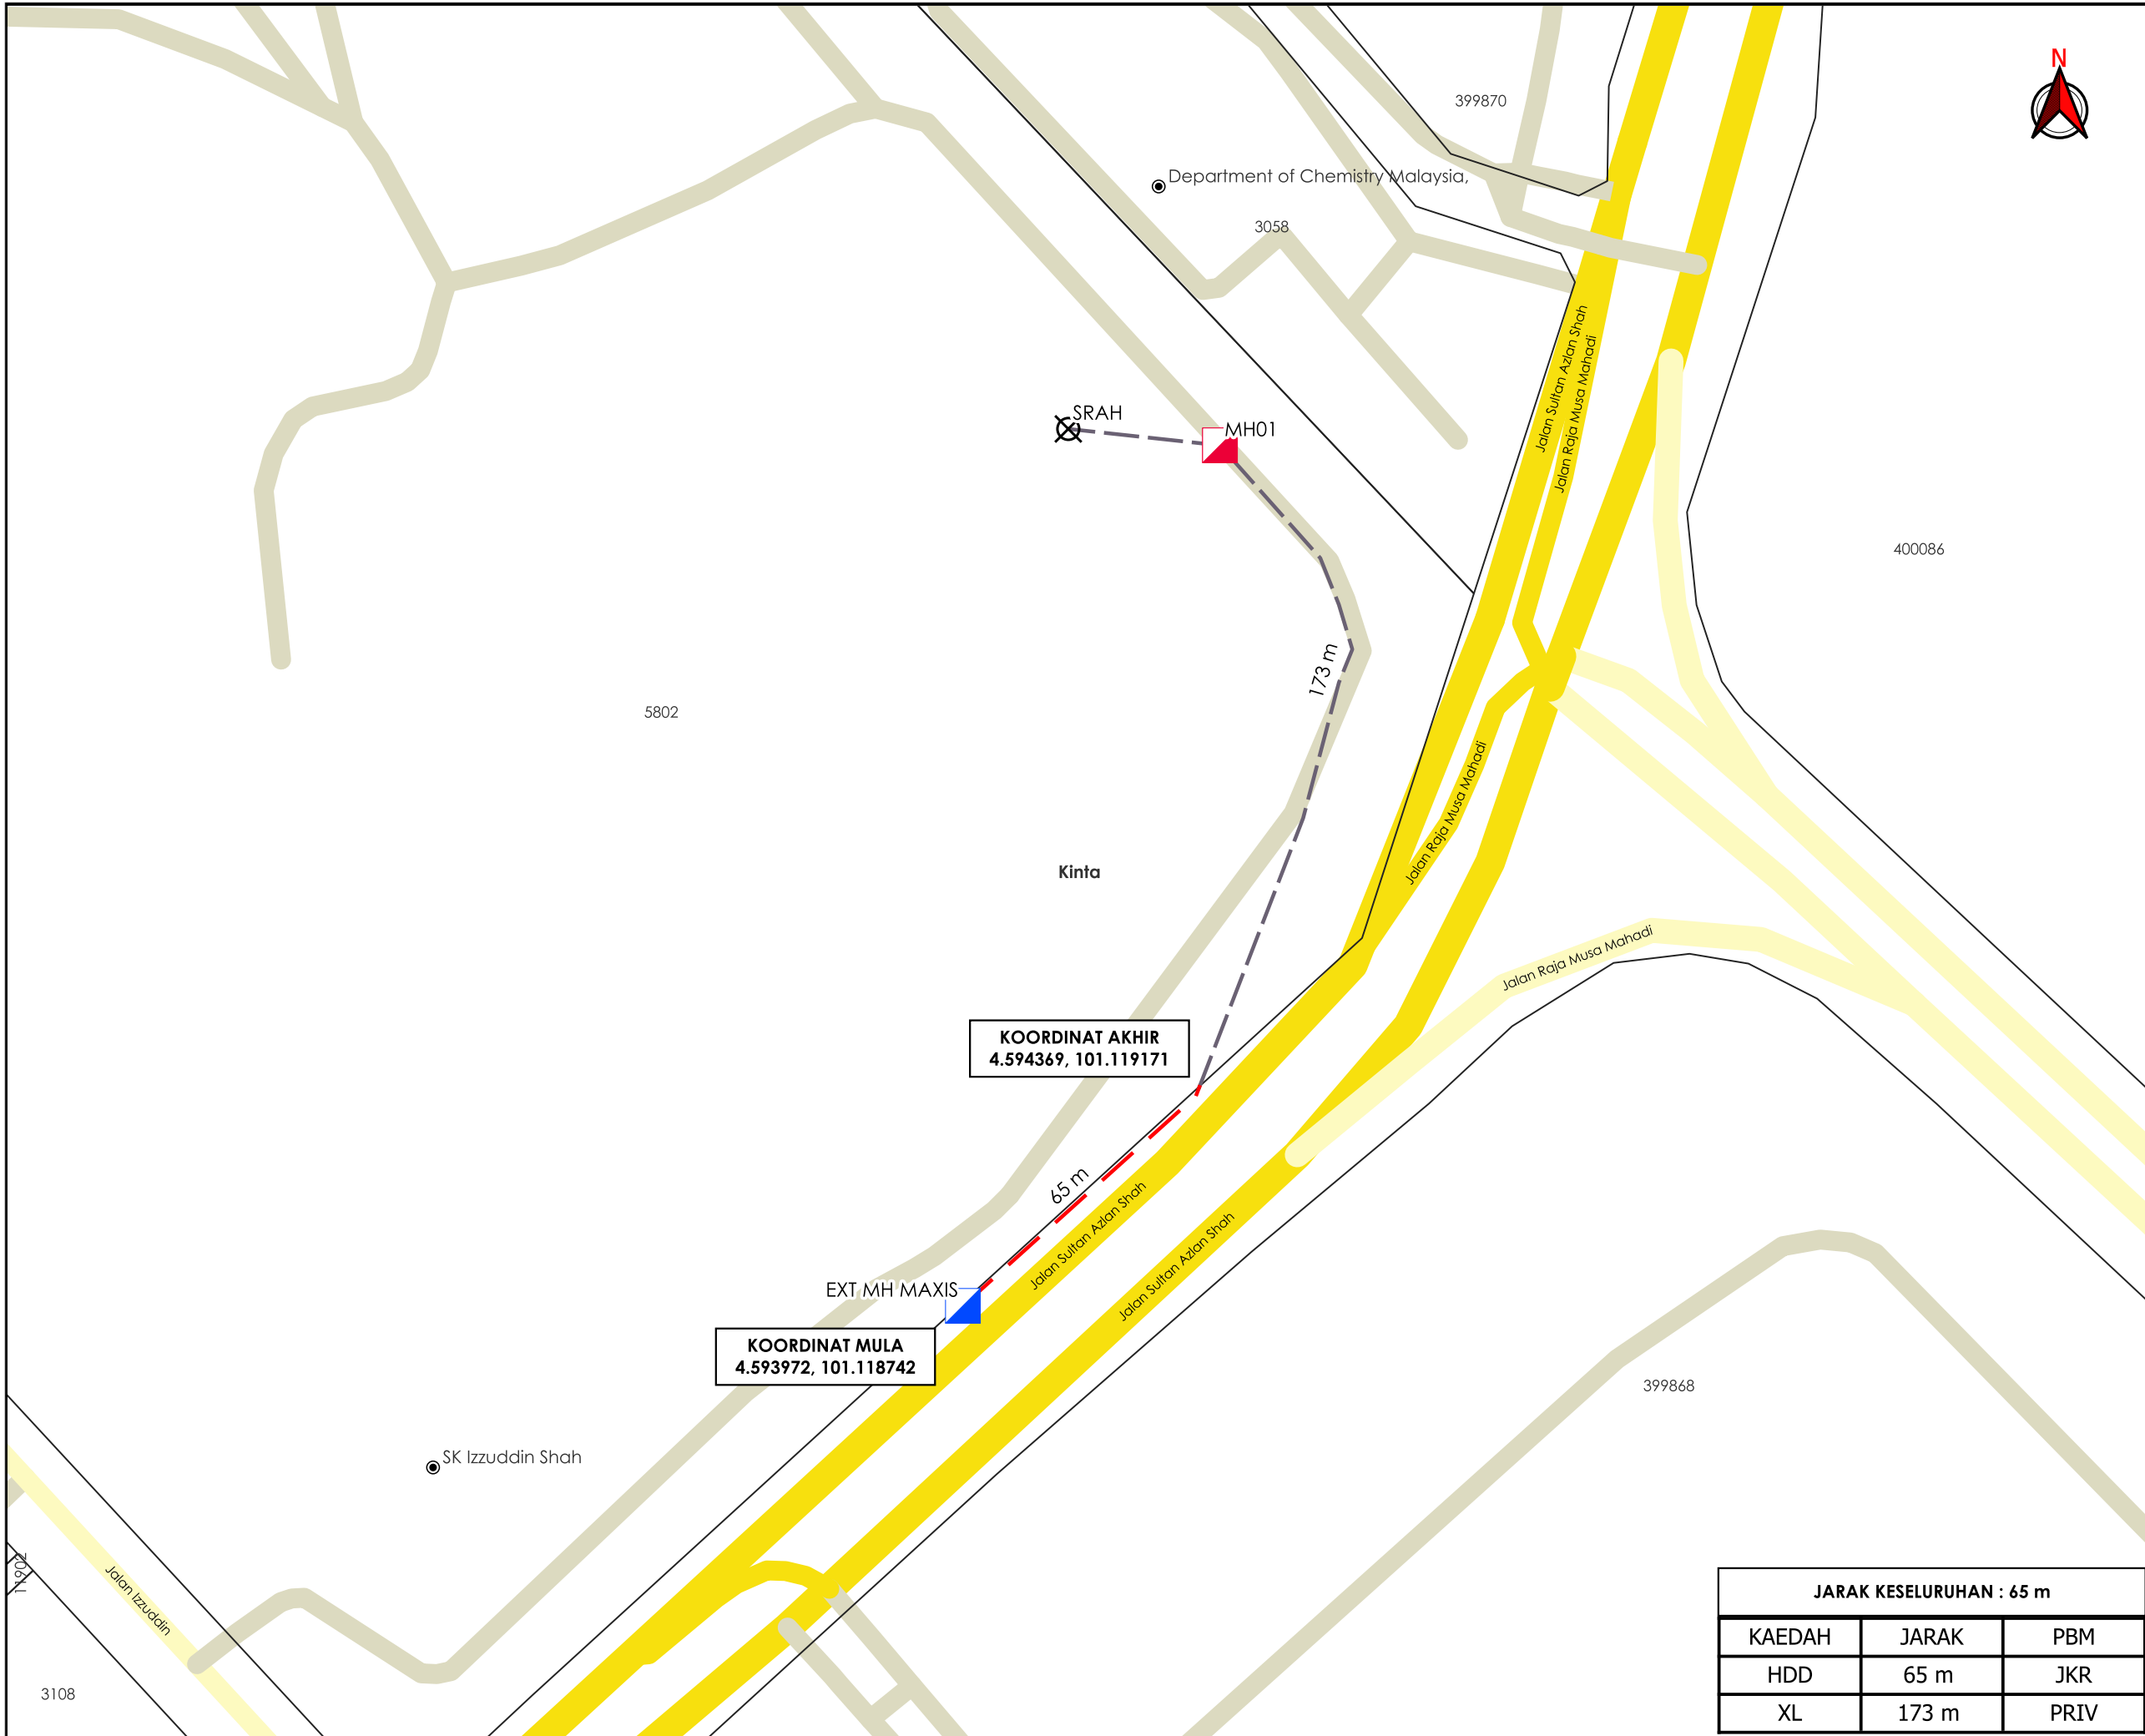 N
399870
Department of Chemistry Malaysia,
3058
Jalan Sultan Azlan Shah
Jalan Raja Musa Mahadi
SRAH
MH01
400086
173 m
5802
Jalan Raja Musa Mahadi
Kinta
Jalan Raja Musa Mahadi
KOORDINAT AKHIR
4.594369, 101.119171
65 m
Jalan Sultan Azlan Shah
Jalan Sultan Azlan Shah
EXT MH MAXIS
KOORDINAT MULA
4.593972, 101.118742
399868
SK Izzuddin Shah
11902
Jalan Izzuddin
3108
JARAK KESELURUHAN : 65 m
KAEDAH JARAK PBM
HDD 65 m JKR
XL 173 m PRIV